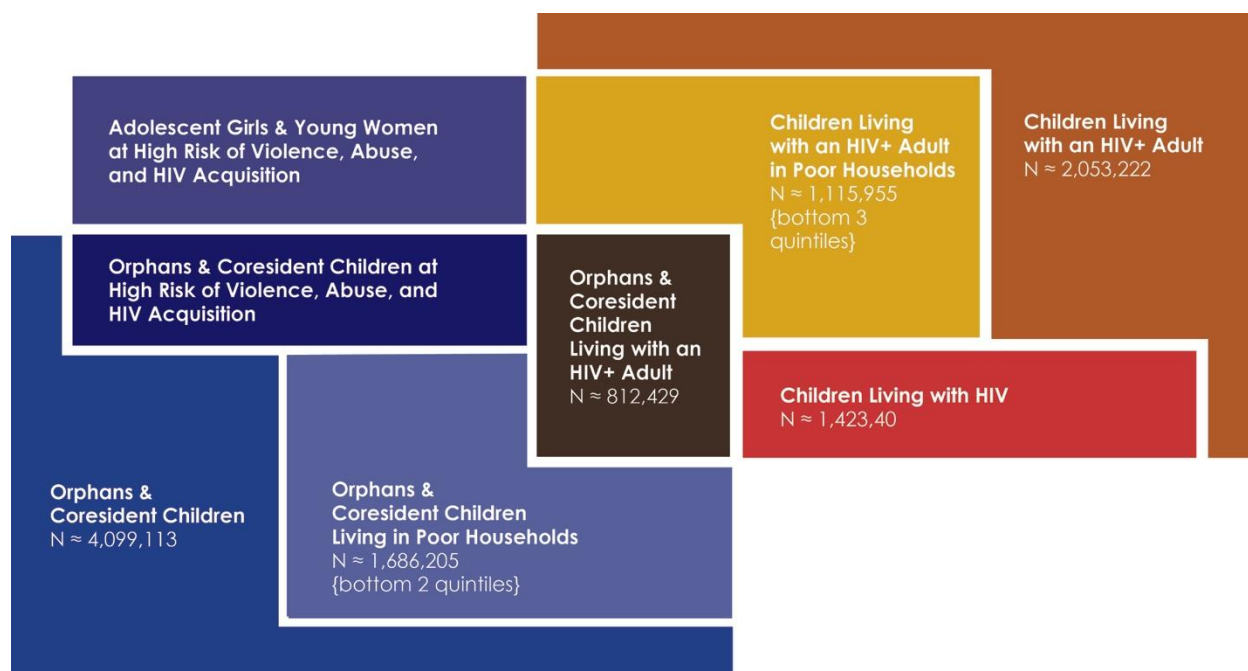 Adolescent Girls & Young Women
at High Risk of Violence, Abuse,
and HIV Acquisition
Children Living
with an HIV+ Adult
in Poor Households
N ≈ 1,115,955
{bottom 3
quintiles}
Children Living
with an HIV+ Adult
N ≈ 2,053,222
Orphans & Coresident Children at
High Risk of Violence, Abuse, and
HIV Acquisition
Orphans &
Coresident
Children
Living with an
HIV+ Adult
N ≈ 812,429
Children Living with HIV
N ≈ 1,423,40
Orphans &
Coresident Children
N ≈ 4,099,113
Orphans &
Coresident Children
Living in Poor Households
N ≈ 1,686,205
{bottom 2 quintiles}